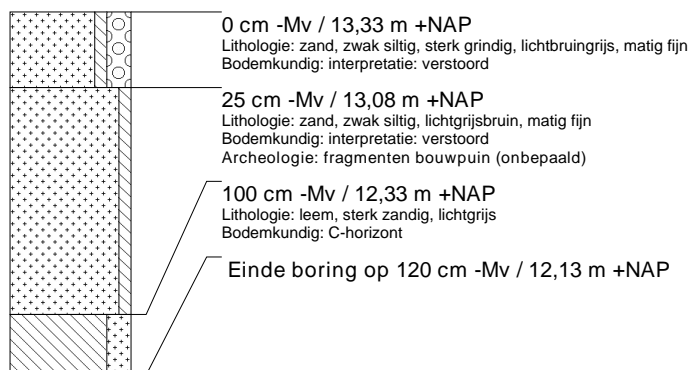 0 cm -Mv / 13,33 m +NAP
Lithologie: zand, zwak siltig, sterk grindig, lichtbruingrijs, matig fijn
Bodemkundig: interpretatie: verstoord
25 cm -Mv / 13,08 m +NAP
Lithologie: zand, zwak siltig, lichtgrijsbruin, matig fijn
Bodemkundig: interpretatie: verstoord
Archeologie: fragmenten bouwpuin (onbepaald)
100 cm -Mv / 12,33 m +NAP
Lithologie: leem, sterk zandig, lichtgrijs
Bodemkundig: C-horizont
Einde boring op 120 cm -Mv / 12,13 m +NAP